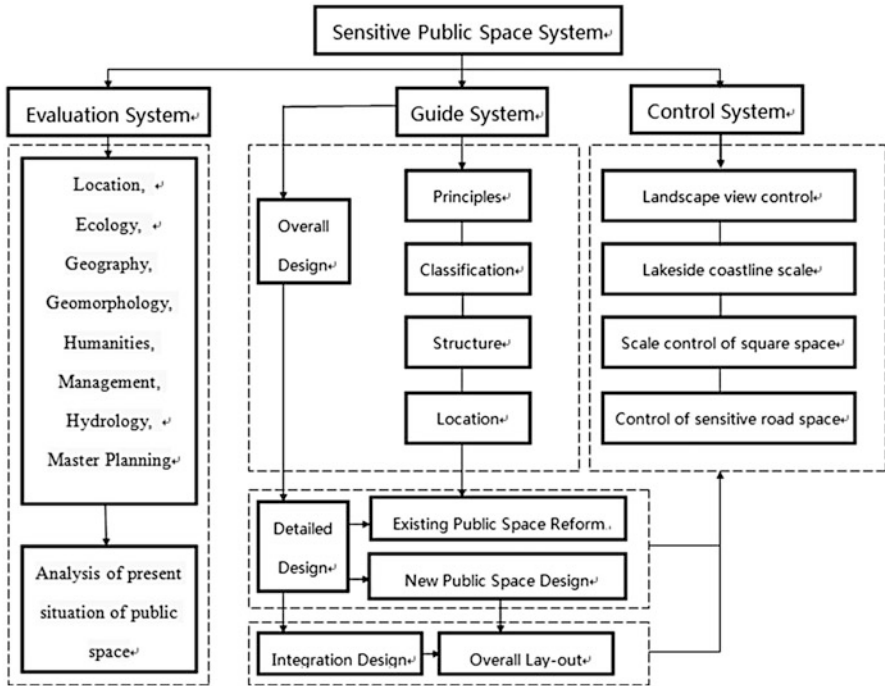 Sensitive Public Space System
Evaluation System
Guide System
Control System
Location,
Ecology,
Geography,
Geomorphology,
Humanities,
Management,
Hydrology,
Master Planning
Analysis of present
situation of public
space
Overall
Design
Principles
Classification
Structure
Location
Landscape view control
Lakeside coastline scale
Scale control of square space
Control of sensitive road space
Detailed
Design
Existing Public Space Reform
New Public Space Design
Integration Design
Overall Lay-out